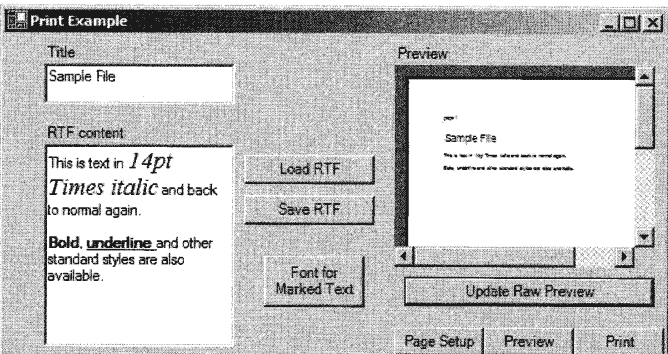 Print Example
Title
Sample File
RTF content
This is text in 14pt
Times italic and back
to normal again.
Bold, underline and other
standard styles are also
available.
Load RTF
Save RTF
Font for
Marked Text
Preview
Sample File
Update Raw Preview
Page Setup
Preview
Print